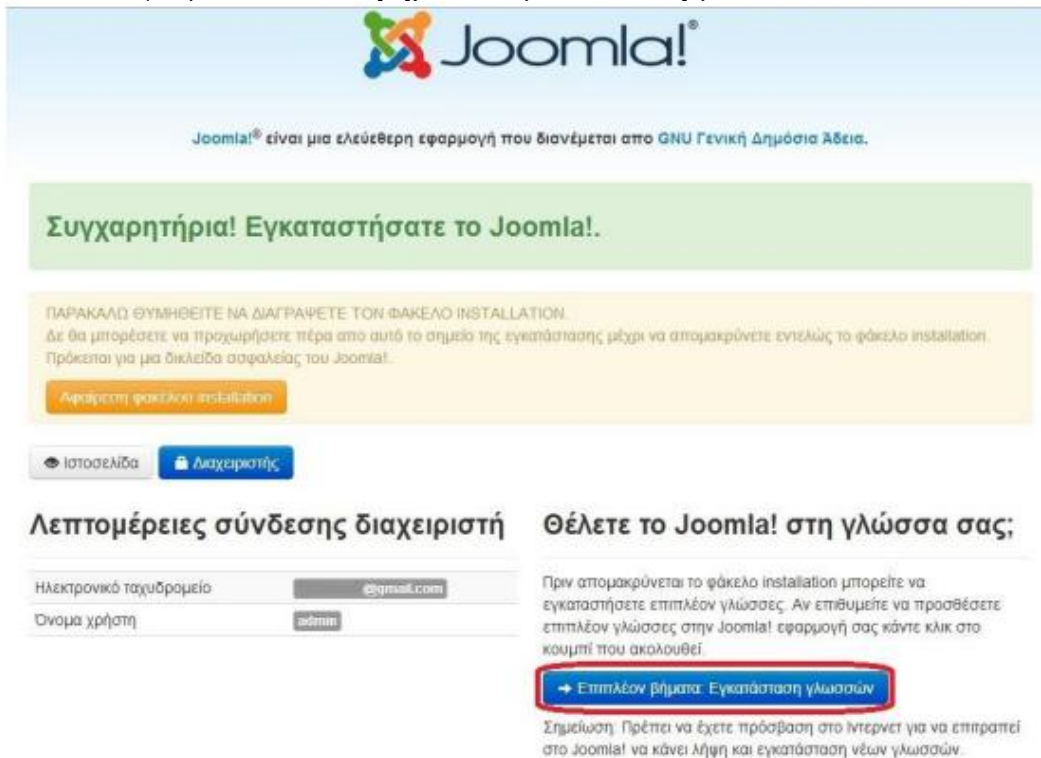 Joomla!®
Joomla!® είναι μια ελεύθερη εφαρμογή που διανέμεται απο GNU Γενική Δημόσια Άδεια.
Συγχαρητήρια! Εγκαταστήσατε το Joomla!.
ΠΑΡΑΚΑΛΩ ΘΥΜΗΘΕΙΤΕ ΝΑ ΔΙΑΓΡΑΨΕΤΕ ΤΟΝ ΦΑΚΕΛΟ INSTALLATION.
Δε θα μπορέσετε να προχωρήσετε πέρα απο αυτό το σημείο της εγκατάστασης μέχρι να απομακρύνετε εντελώς το φάκελο installation.
Πρόκειται για μια δικλείδα ασφαλείας του Joomla!.
Αφαίρεση φακέλου installation
Ιστοσελίδα
Διαχειριστής
Λεπτομέρειες σύνδεσης διαχειριστή
Ηλεκτρονικό ταχυδρομείο @gmail.com
Όνομα χρήστη admin
Θέλετε το Joomla! στη γλώσσα σας;
Πριν απομακρύνεται το φάκελο installation μπορείτε να
εγκαταστήσετε επιπλέον γλώσσες. Αν επιθυμείτε να προσθέσετε
επιπλέον γλώσσες στην Joomla! εφαρμογή σας κάντε κλικ στο
κουμπί που ακολουθεί.
→ Επιπλέον βήματα: Εγκατάσταση γλωσσών
Σημείωση: Πρέπει να έχετε πρόσβαση στο Ιντερνετ για να επιτραπεί
στο Joomla! να κάνει λήψη και εγκατάσταση νέων γλωσσών.